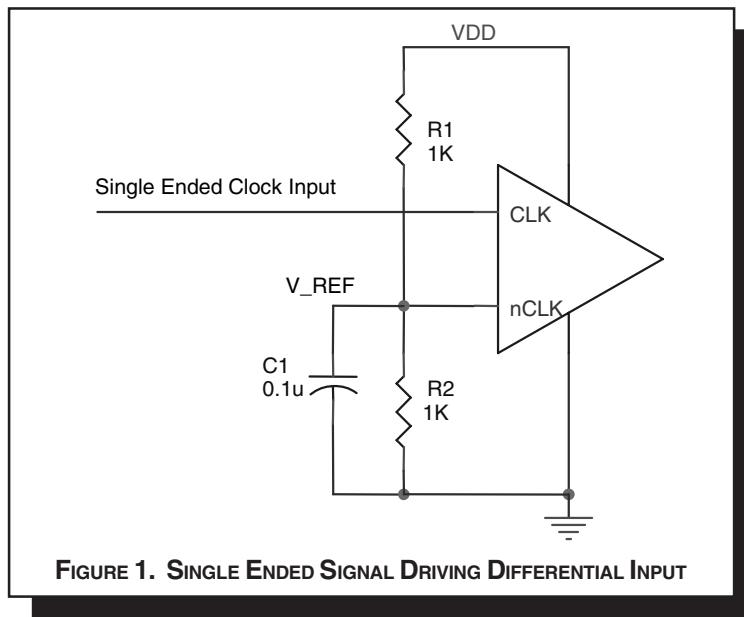 VDD
R1
1K
Single Ended Clock Input
CLK
V_REF
nCLK
C1
0.1u
R2
1K
FIGURE 1. SINGLE ENDED SIGNAL DRIVING DIFFERENTIAL INPUT